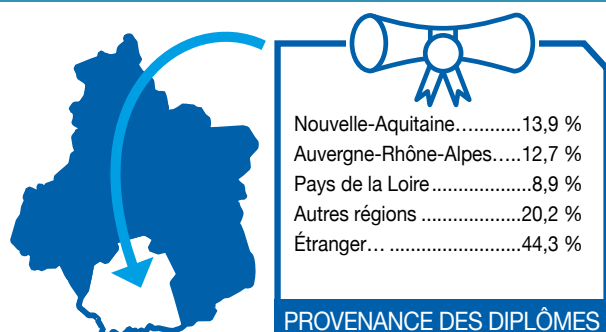 Nouvelle-Aquitaine….........13,9 %
Auvergne-Rhône-Alpes…..12,7 %
Pays de la Loire...................8,9 %
Autres régions ...................20,2 %
Étranger… .........................44,3 %
PROVENANCE DES DIPLÔMES